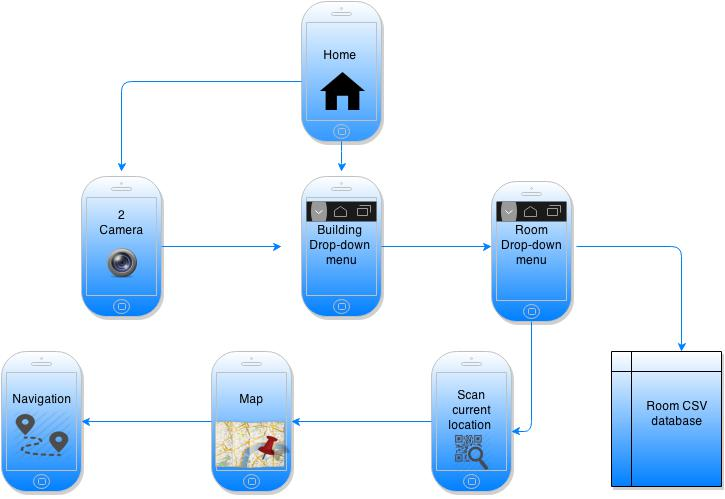 Home
2
Camera
Building
Drop-down
menu
Room
Drop-down
menu
Navigation
Map
Scan
current
location
Room CSV
database